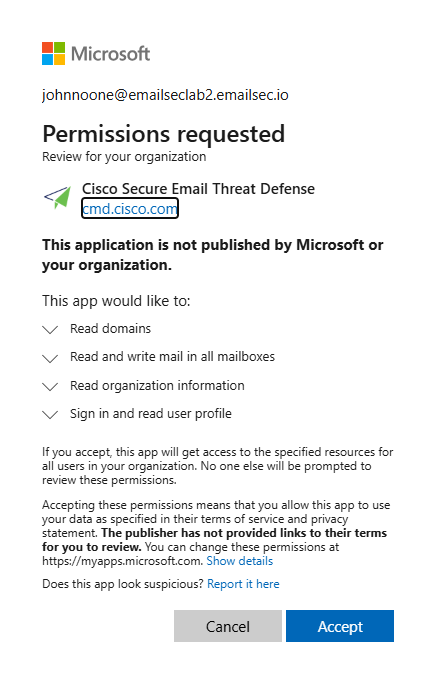 Microsoft
johnnoone@emailseclab2.emailsec.io
Permissions requested
Review for your organization
Cisco Secure Email Threat Defense
cmd.cisco.com
This application is not published by Microsoft or
your organization.
This app would like to:
Read domains
Read and write mail in all mailboxes
Read organization information
Sign in and read user profile
If you accept, this app will get access to the specified resources for
all users in your organization. No one else will be prompted to
review these permissions.
Accepting these permissions means that you allow this app to use
your data as specified in their terms of service and privacy
statement. The publisher has not provided links to their terms
for you to review. You can change these permissions at
https://myapps.microsoft.com. Show details
Does this app look suspicious? Report it here
Cancel
Accept